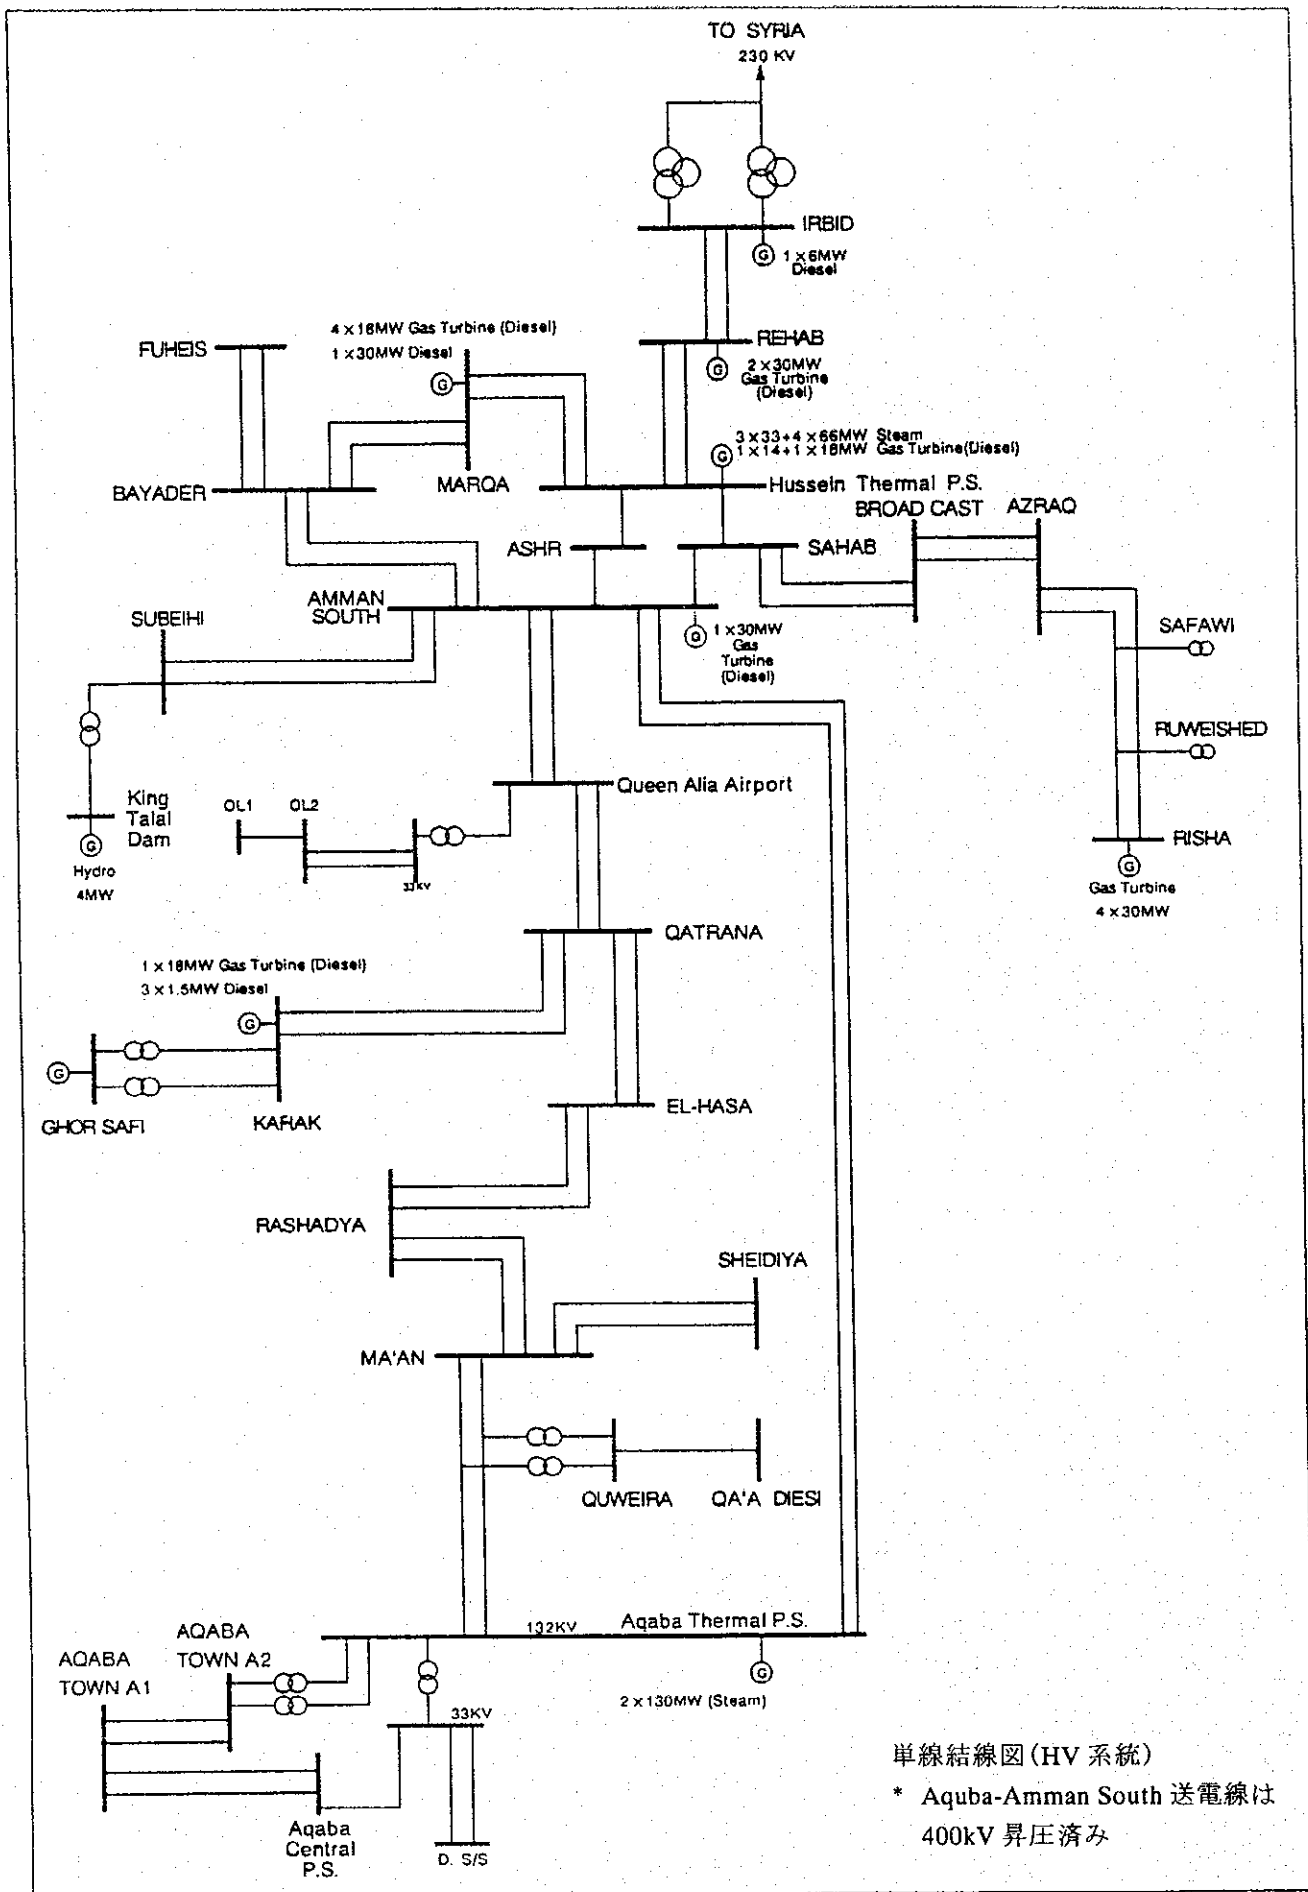 TO SYRIA
230 KV
IRBID
G
1 x 6MW
Diesel
4 x 18MW Gas Turbine (Diesel)
1 x 30MW Diesel
FUHEIS
REHAB
G
G
2 x 30MW
Gas Turbine
(Diesel)
3 x 33+4 x 66MW Steam
1 x 14+1 x 18MW Gas Turbine(Diesel)
G
BAYADER
MARQA
Hussein Thermal P.S.
BROAD CAST
AZRAQ
ASHR
SAHAB
AMMAN
SOUTH
SUBEIHI
G
1 x 30MW
Gas
Turbine
(Diesel)
SAFAWI
RUWEISHED
Queen Alia Airport
King
Talal
Dam
OL1
OL2
G
RISHA
Hydro
4MW
33KV
G
Gas Turbine
4 x 30MW
QATRANA
1 x 18MW Gas Turbine (Diesel)
3 x 1.5MW Diesel
G
G
GHOR SAFI
KARAK
EL-HASA
RASHADYA
SHEIDIYA
MA'AN
QUWEIRA
QA'A DIESI
132KV
Aqaba Thermal P.S.
AQABA
TOWN A2
AQABA
TOWN A1
G
2 x 130MW (Steam)
33KV
Aqaba
Central
P.S.
D. S/S
単線結線図(HV 系統)
* Aquba-Amman South 送電線は
400kV 昇圧済み